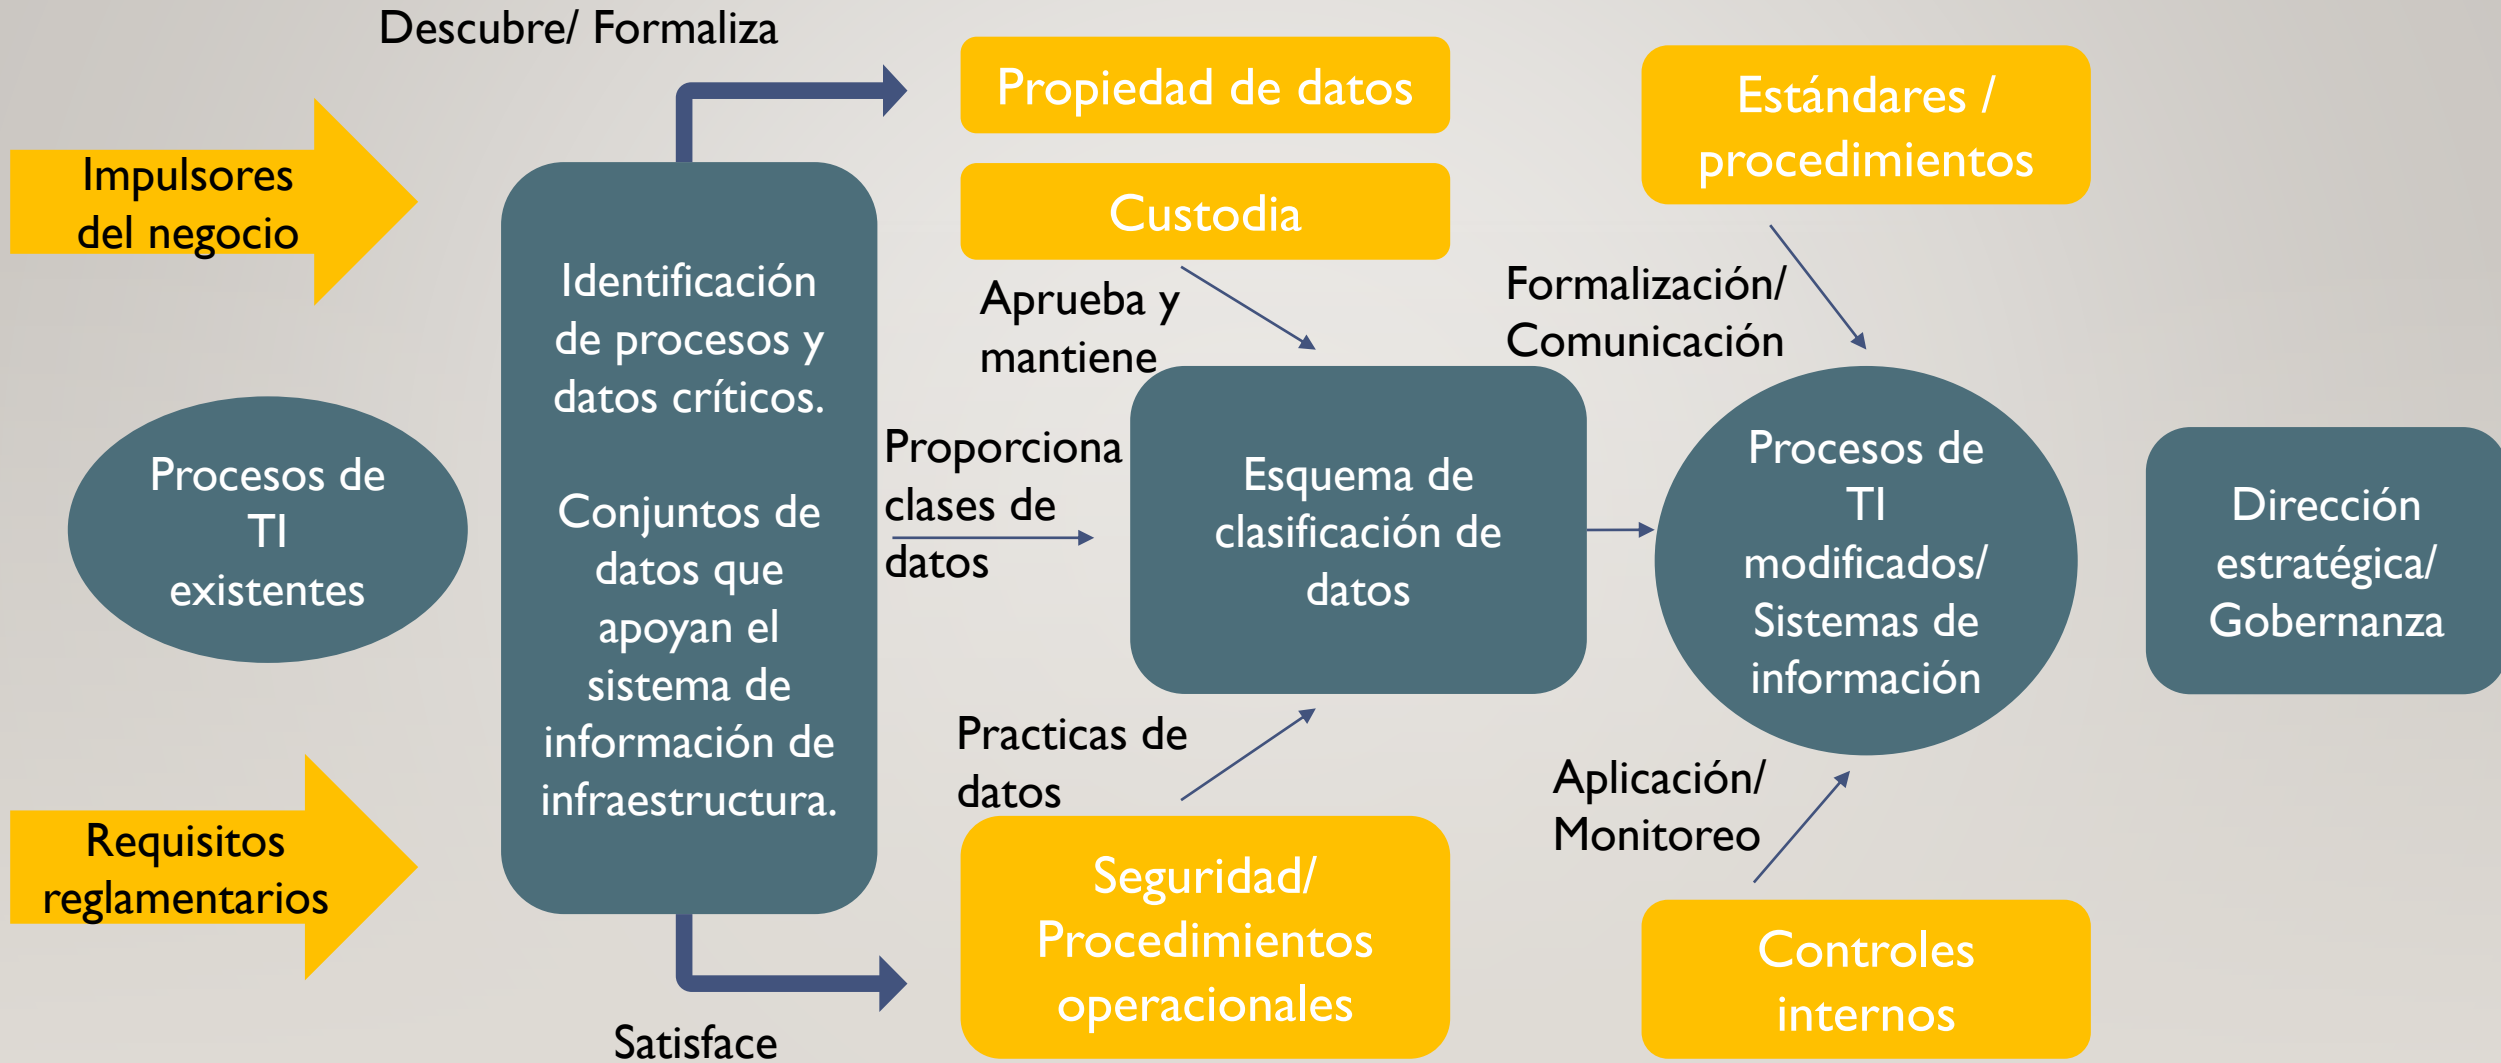 Descubre/ Formaliza
Impulsores
del negocio
Procesos de
TI
existentes
Requisitos
reglamentarios
Identificación
de procesos y
datos críticos.
Conjuntos de
datos que
apoyan el
sistema de
información de
infraestructura.
Satisface
Propiedad de datos
Custodia
Aprueba y
mantiene
Proporciona
clases de
datos
Esquema de
clasificación de
datos
Practicas de
datos
Seguridad/
Procedimientos
operacionales
Estándares /
procedimientos
Formalización/
Comunicación
Procesos de
TI
modificados/
Sistemas de
información
Aplicación/
Monitoreo
Controles
internos
Dirección
estratégica/
Gobernanza